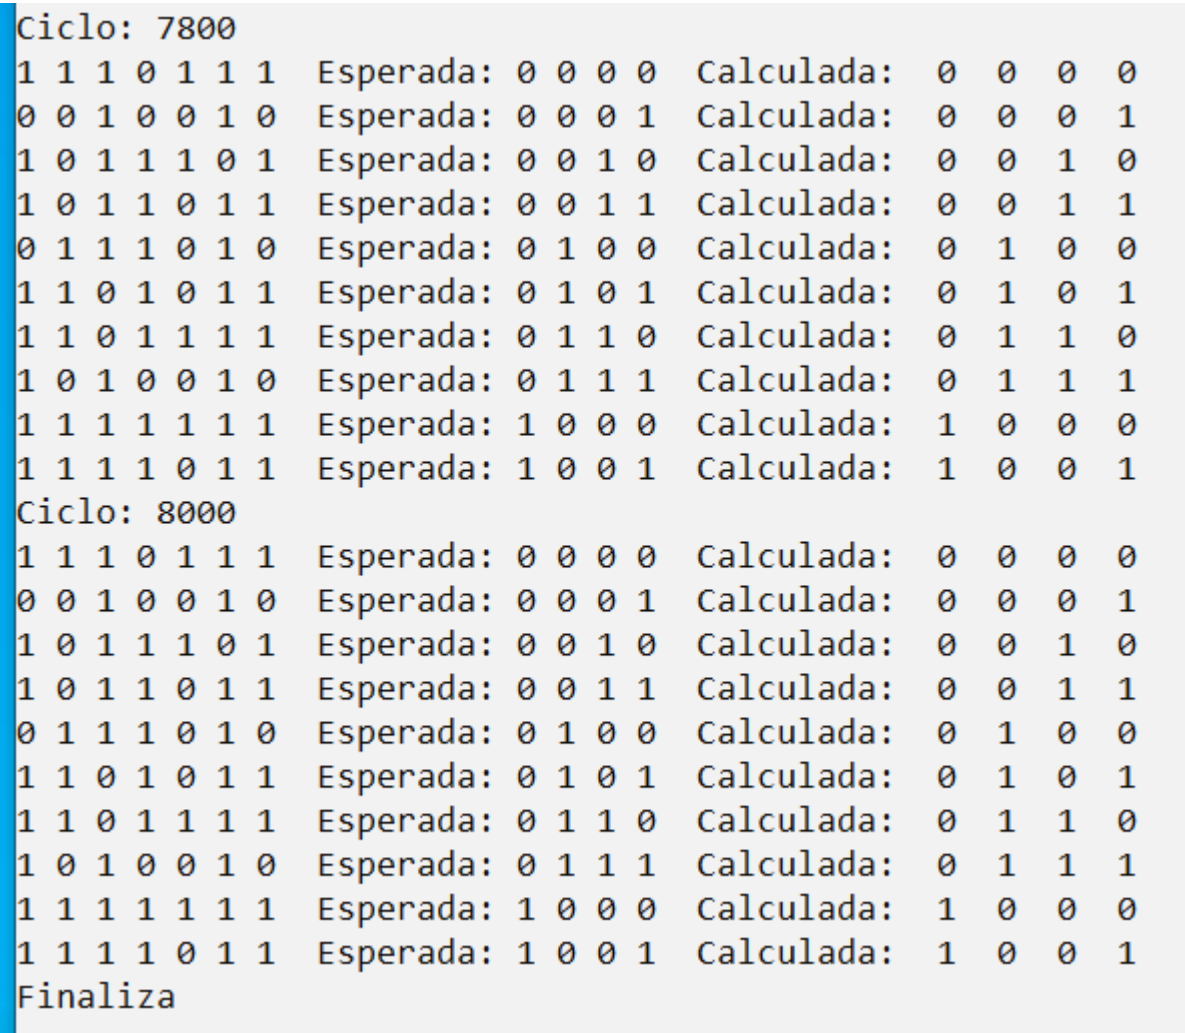 Ciclo: 7800
1 1 1 0 1 1 1  Esperada: 0 0 0 0  Calculada:  0  0  0  0
0 0 1 0 0 1 0  Esperada: 0 0 0 1  Calculada:  0  0  0  1
1 0 1 1 1 0 1  Esperada: 0 0 1 0  Calculada:  0  0  1  0
1 0 1 1 0 1 1  Esperada: 0 0 1 1  Calculada:  0  0  1  1
0 1 1 1 0 1 0  Esperada: 0 1 0 0  Calculada:  0  1  0  0
1 1 0 1 0 1 1  Esperada: 0 1 0 1  Calculada:  0  1  0  1
1 1 0 1 1 1 1  Esperada: 0 1 1 0  Calculada:  0  1  1  0
1 0 1 0 0 1 0  Esperada: 0 1 1 1  Calculada:  0  1  1  1
1 1 1 1 1 1 1  Esperada: 1 0 0 0  Calculada:  1  0  0  0
1 1 1 1 0 1 1  Esperada: 1 0 0 1  Calculada:  1  0  0  1
Ciclo: 8000
1 1 1 0 1 1 1  Esperada: 0 0 0 0  Calculada:  0  0  0  0
0 0 1 0 0 1 0  Esperada: 0 0 0 1  Calculada:  0  0  0  1
1 0 1 1 1 0 1  Esperada: 0 0 1 0  Calculada:  0  0  1  0
1 0 1 1 0 1 1  Esperada: 0 0 1 1  Calculada:  0  0  1  1
0 1 1 1 0 1 0  Esperada: 0 1 0 0  Calculada:  0  1  0  0
1 1 0 1 0 1 1  Esperada: 0 1 0 1  Calculada:  0  1  0  1
1 1 0 1 1 1 1  Esperada: 0 1 1 0  Calculada:  0  1  1  0
1 0 1 0 0 1 0  Esperada: 0 1 1 1  Calculada:  0  1  1  1
1 1 1 1 1 1 1  Esperada: 1 0 0 0  Calculada:  1  0  0  0
1 1 1 1 0 1 1  Esperada: 1 0 0 1  Calculada:  1  0  0  1
Finaliza